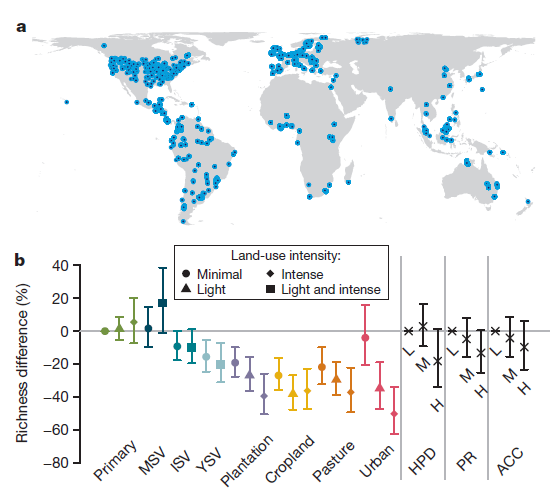 a
b
Land-use intensity:
Minimal
Intense
Light
Light and intense
Richness difference (%)
40
20
0
−20
−40
−60
−80
L
M
H
L
M
H
L
M
H
Primary
MSV
ISV
YSV
Plantation
Cropland
Pasture
Urban
HPD
PR
ACC